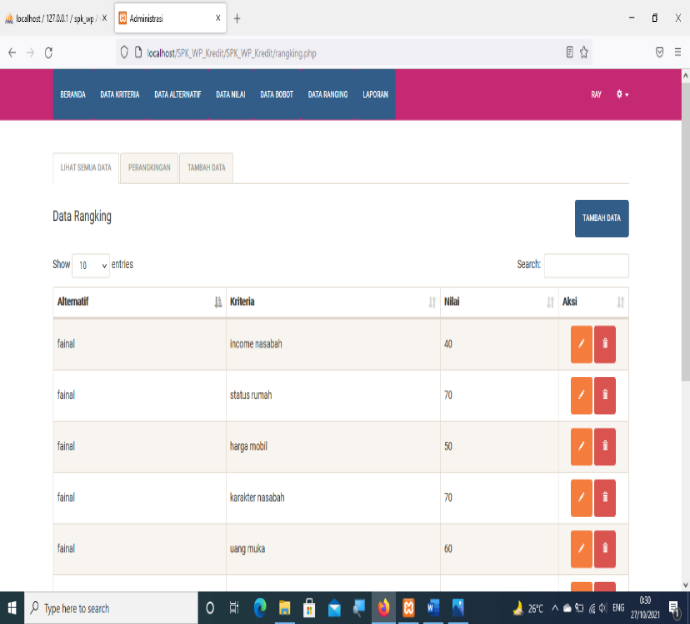 localhost / 127.0.0.1 / spk_wp / X Administrasi X +
localhost/SPK_WP_Kredit/SPK_WP_Kredit/rangking.php
BERANDA DATA KRITERIA DATA ALTERNATIF DATA NILAI DATA BOBOT DATA RANGING LAPORAN RAY
LIHAT SEMUA DATA PERANGKINGAN TAMBAH DATA
Data Rangking TAMBAH DATA
Show 10 entries Search:
Alternatif Kriteria Nilai Aksi
fainal income nasabah 40
fainal status rumah 70
fainal harga mobil 50
fainal karakter nasabah 70
fainal uang muka 60
Type here to search 26°C ENG 0:30
27/10/2021